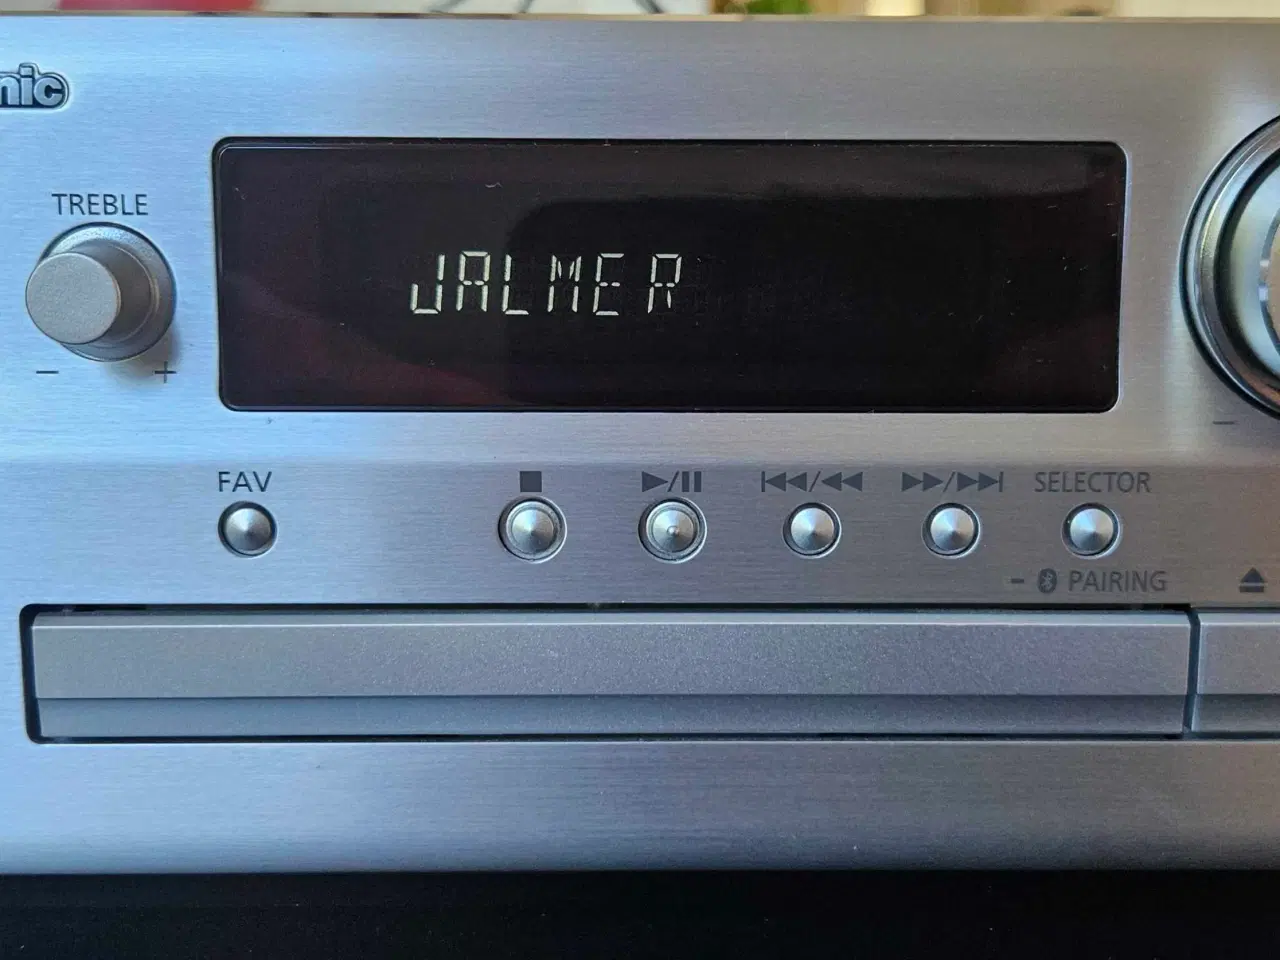 nic
TREBLE
JALMER
− +
−
FAV ■ ▶/❚❚ |◀◀/◀◀ ▶▶/▶▶| SELECTOR
– PAIRING ⏏